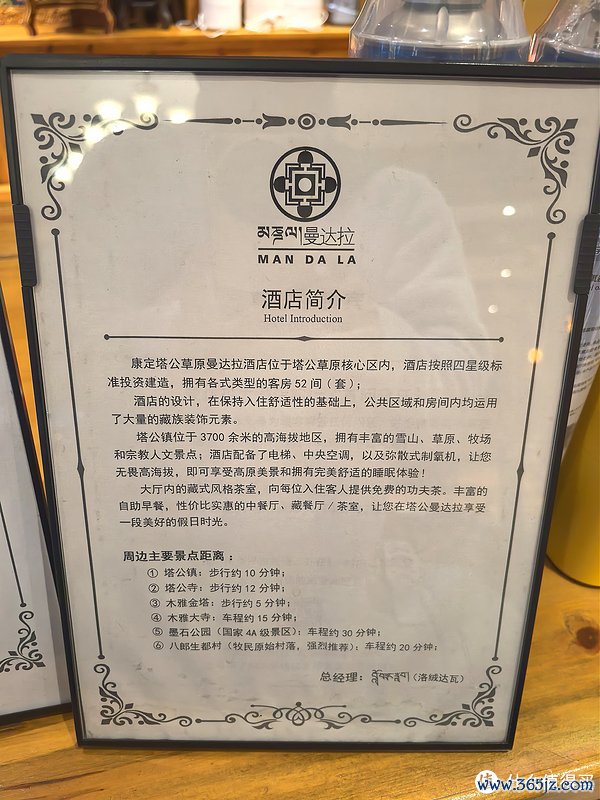 མནྡལ།曼达拉
MAN DA LA
酒店简介
Hotel Introduction
康定塔公草原曼达拉酒店位于塔公草原核心区内，酒店按照四星级标
准投资建造，拥有各式类型的客房 52 间（套）；
酒店的设计，在保持入住舒适性的基础上，公共区域和房间内均运用
了大量的藏族装饰元素。
塔公镇位于 3700 余米的高海拔地区，拥有丰富的雪山、草原、牧场
和宗教人文景点；酒店配备了电梯、中央空调，以及弥散式制氧机，让您
无畏高海拔，即可享受高原美景和拥有完美舒适的睡眠体验！
大厅内的藏式风格茶室，向每位入住客人提供免费的功夫茶。丰富的
自助早餐，性价比实惠的中餐厅、藏餐厅 / 茶室，让您在塔公曼达拉享受
一段美好的假日时光。
周边主要景点距离：
① 塔公镇：步行约 10 分钟；
② 塔公寺：步行约 12 分钟；
③ 木雅金塔：步行约 5 分钟；
④ 木雅大寺：车程约 15 分钟；
⑤ 墨石公园（国家 4A 级景区）：车程约 30 分钟；
⑥ 八郎生都村（牧民原始村落，强烈推荐）：车程约 20 分钟；
总经理：（洛绒达瓦）
值 什么值得买
www.365jz.com